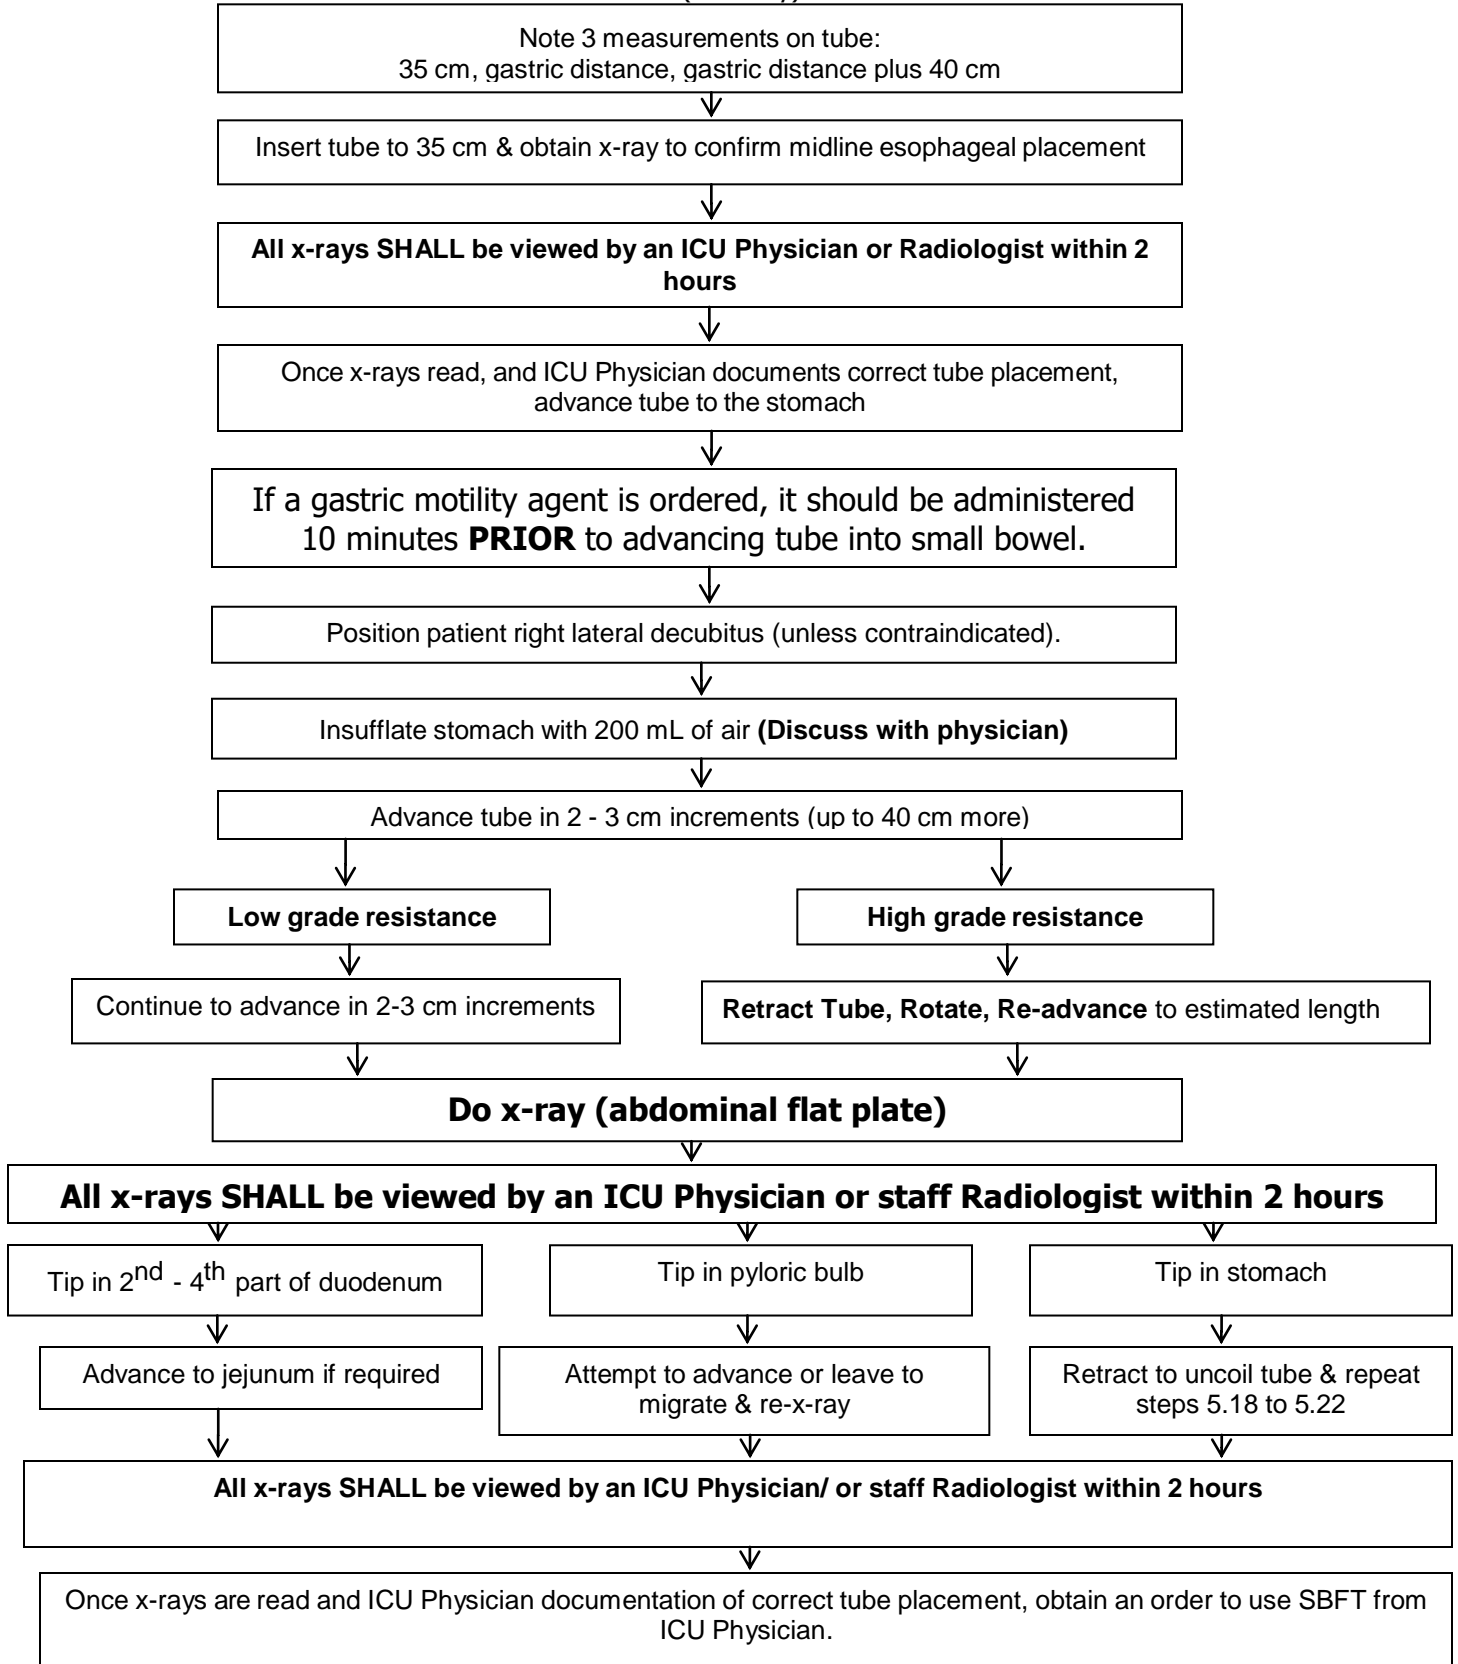 Note 3 measurements on tube:
35 cm, gastric distance, gastric distance plus 40 cm
Insert tube to 35 cm & obtain x-ray to confirm midline esophageal placement
All x-rays SHALL be viewed by an ICU Physician or Radiologist within 2
hours
Once x-rays read, and ICU Physician documents correct tube placement,
advance tube to the stomach
If a gastric motility agent is ordered, it should be administered
10 minutes PRIOR to advancing tube into small bowel.
Position patient right lateral decubitus (unless contraindicated).
Insufflate stomach with 200 mL of air (Discuss with physician)
Advance tube in 2 - 3 cm increments (up to 40 cm more)
Low grade resistance
High grade resistance
Continue to advance in 2-3 cm increments
Retract Tube, Rotate, Re-advance to estimated length
Do x-ray (abdominal flat plate)
All x-rays SHALL be viewed by an ICU Physician or staff Radiologist within 2 hours
Tip in 2nd - 4th part of duodenum
Tip in pyloric bulb
Tip in stomach
Advance to jejunum if required
Attempt to advance or leave to
migrate & re-x-ray
Retract to uncoil tube & repeat
steps 5.18 to 5.22
All x-rays SHALL be viewed by an ICU Physician/ or staff Radiologist within 2 hours
Once x-rays are read and ICU Physician documentation of correct tube placement, obtain an order to use SBFT from
ICU Physician.